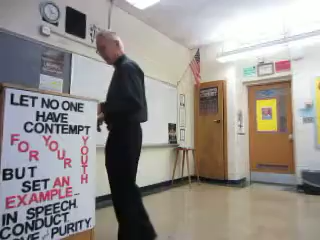 LET NO ONE
HAVE
CONTEMPT
FOR YOUR
YOUTH
BUT
SET AN
EXAMPLE...
IN SPEECH.
CONDUCT.
PURITY.